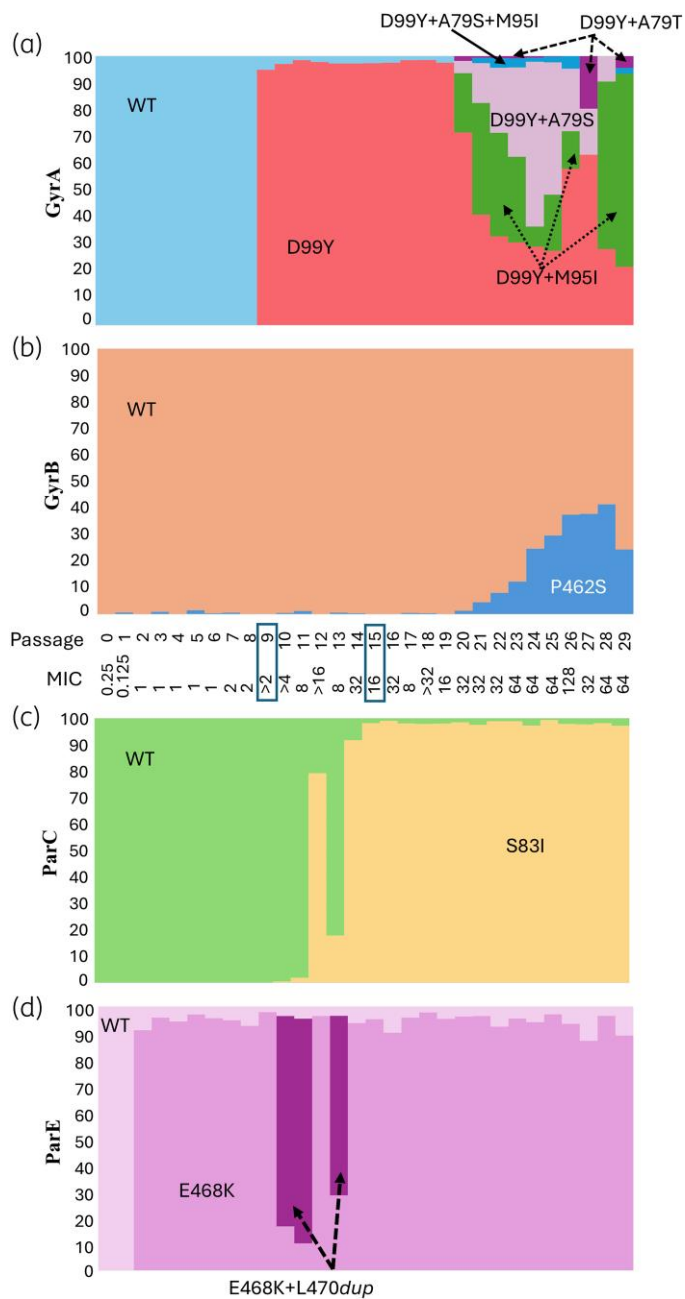 D99Y+A79S+M95I
D99Y+A79T
(a)
100
90
80
70
60
50
40
30
20
10
0
GyrA
WT
D99Y+A79S
D99Y
D99Y+M95I
(b)
100
90
80
70
60
50
40
30
20
10
0
GyrB
WT
P462S
Passage 0 1 2 3 4 5 6 7 8 9 10 11 12 13 14 15 16 17 18 19 20 21 22 23 24 25 26 27 28 29
MIC 0.25 0.125 1 1 1 1 1 2 2 >2 >4 8 >16 8 32 16 32 8 >32 16 32 32 32 64 64 64 128 32 64 64
(c)
100
90
80
70
60
50
40
30
20
10
0
ParC
WT
S83I
(d)
100
90
80
70
60
50
40
30
20
10
0
ParE
WT
E468K
E468K+L470dup